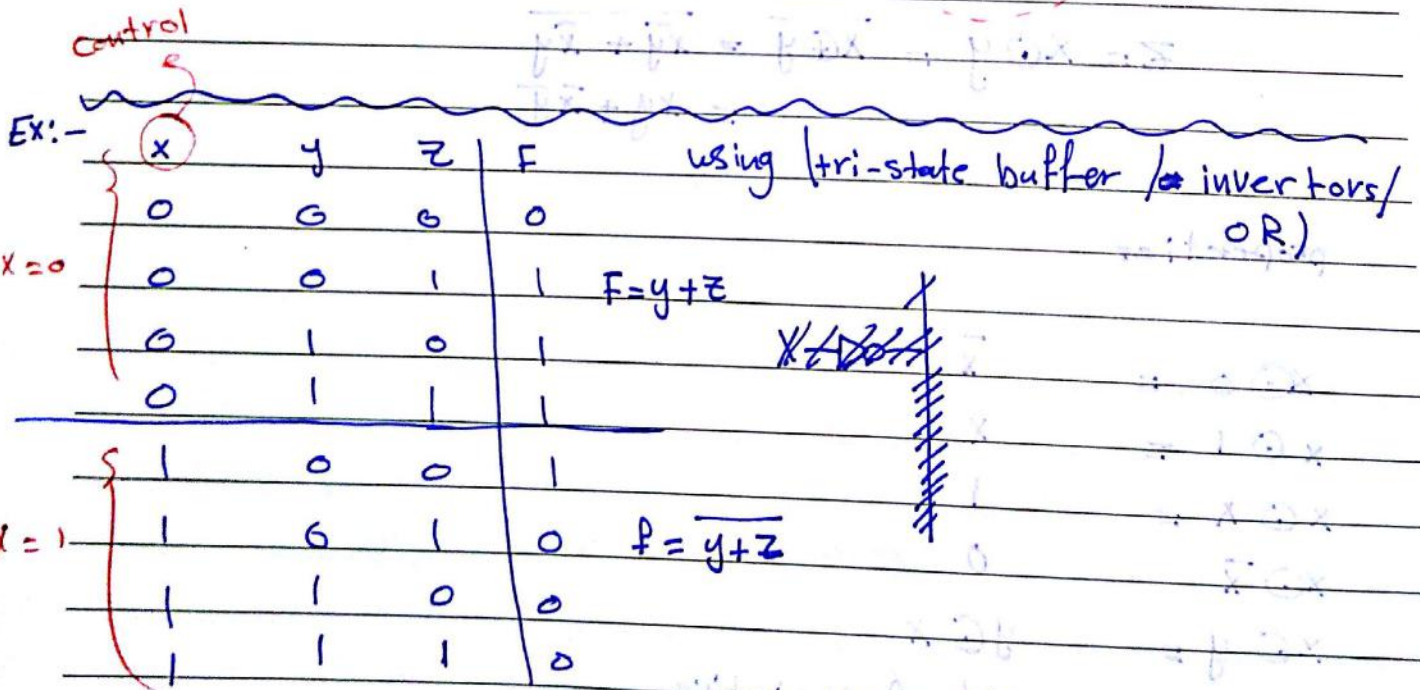 control
Ex:- x y z F using (tri-state buffer / invertors/
OR)
0 0 0 0
x=0 0 0 1 1 F=y+z
0 1 0 1
0 1 1 1
1 0 0 1
x=1 1 0 1 0 f=\overline{y+z}
1 1 0 0
1 1 1 0